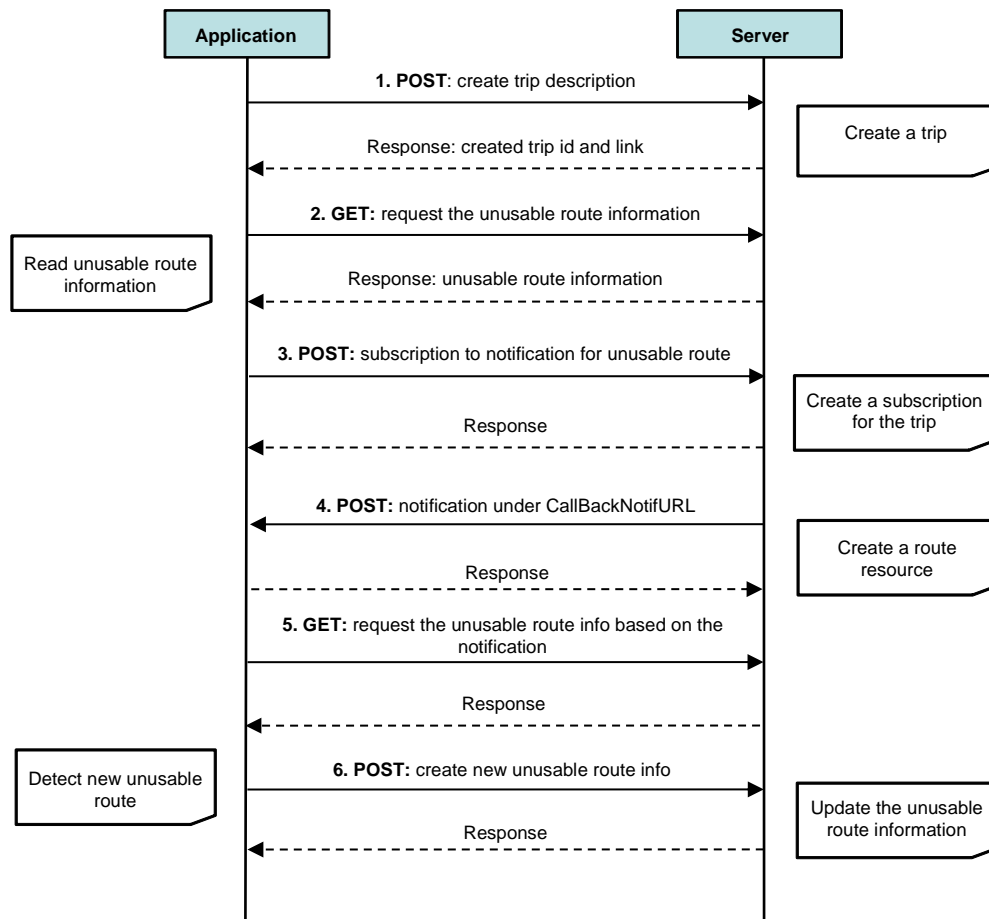 Application
Server
1. POST: create trip description
Create a trip
Response: created trip id and link
2. GET: request the unusable route information
Read unusable route
information
Response: unusable route information
3. POST: subscription to notification for unusable route
Create a subscription
for the trip
Response
4. POST: notification under CallBackNotifURL
Create a route
resource
Response
5. GET: request the unusable route info based on the
notification
Response
6. POST: create new unusable route info
Detect new unusable
route
Update the unusable
route information
Response